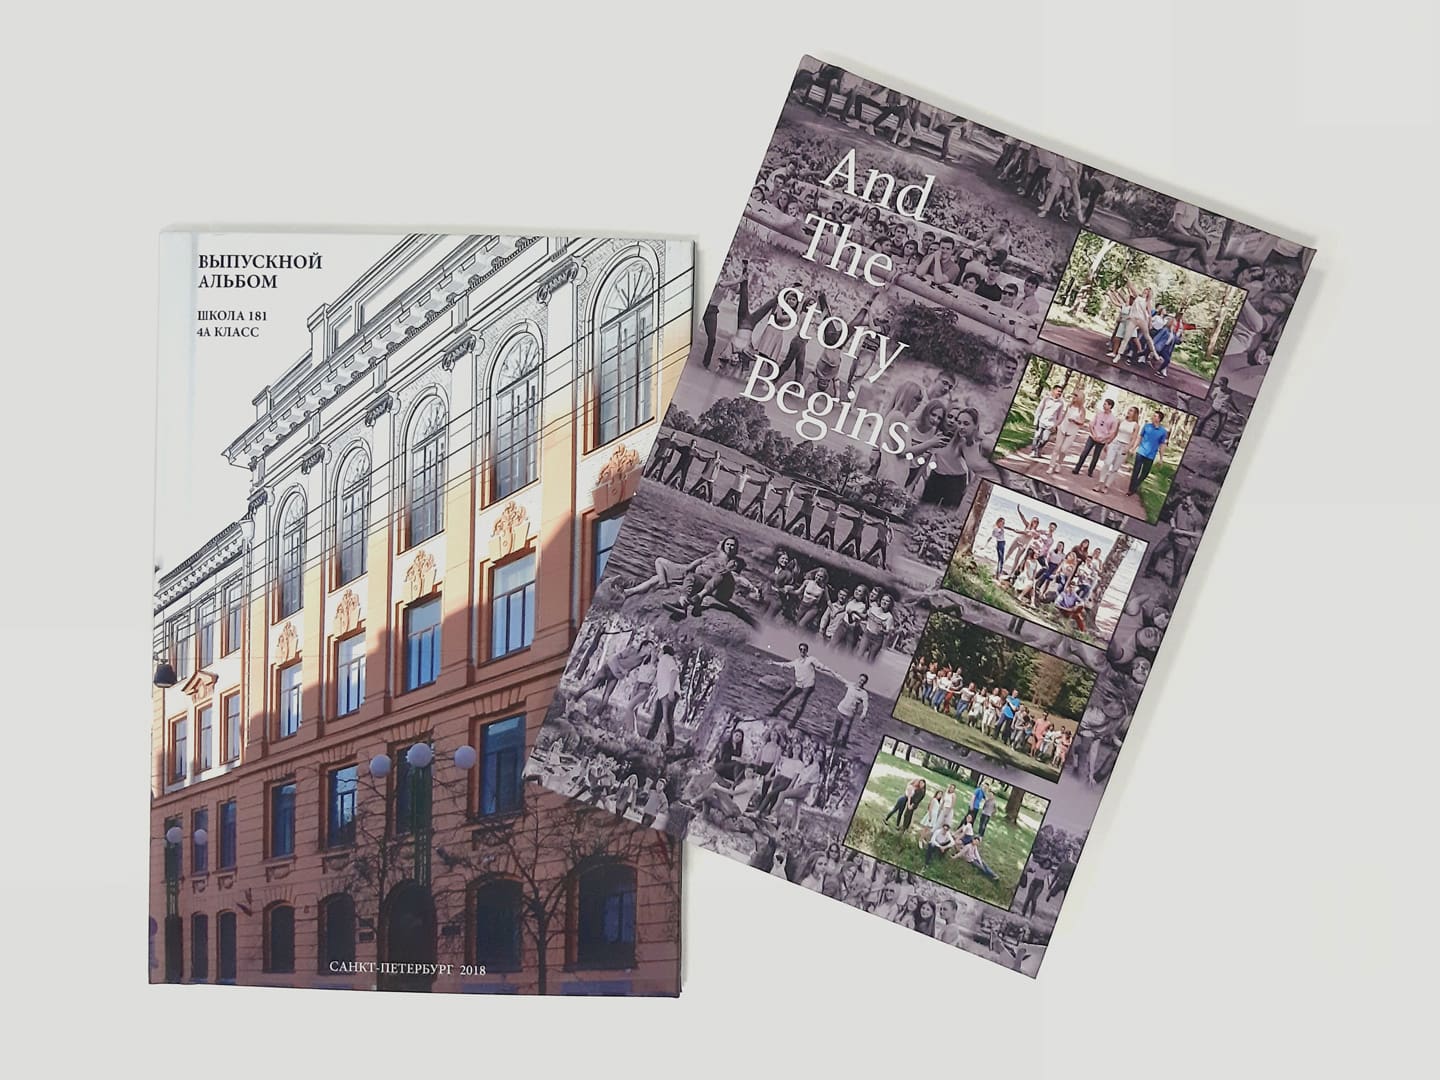 ВЫПУСКНОЙ
АЛЬБОМ
ШКОЛА 181
4А КЛАСС
САНКТ-ПЕТЕРБУРГ 2018
And
The
Story
Begins...